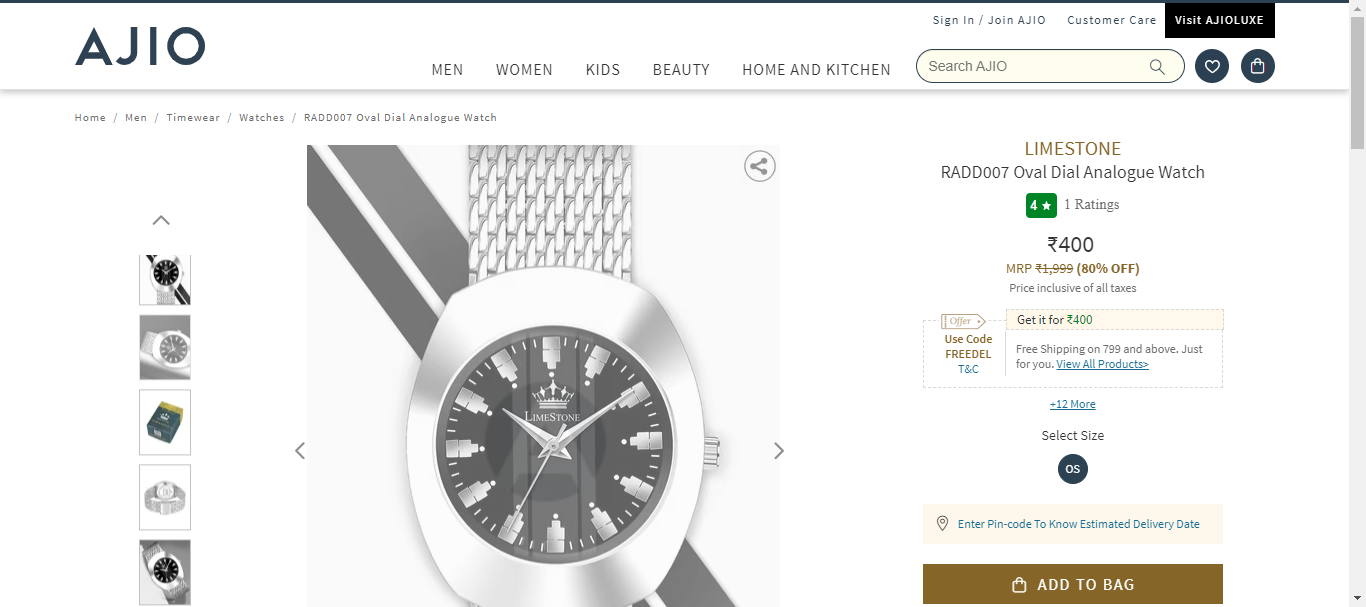 Sign In / Join AJIO
Customer Care
Visit AJIOLUXE
AJIO
MEN
WOMEN
KIDS
BEAUTY
HOME AND KITCHEN
Search AJIO
Home / Men / Timewear / Watches / RADD007 Oval Dial Analogue Watch
LIMESTONE
RADD007 Oval Dial Analogue Watch
4 ★ 1 Ratings
₹400
MRP ₹1,999 (80% OFF)
Price inclusive of all taxes
Offer
Use Code
FREEDEL
T&C
Get it for ₹400
Free Shipping on 799 and above. Just
for you. View All Products>
+12 More
Select Size
OS
Enter Pin-code To Know Estimated Delivery Date
ADD TO BAG
LIMESTONE